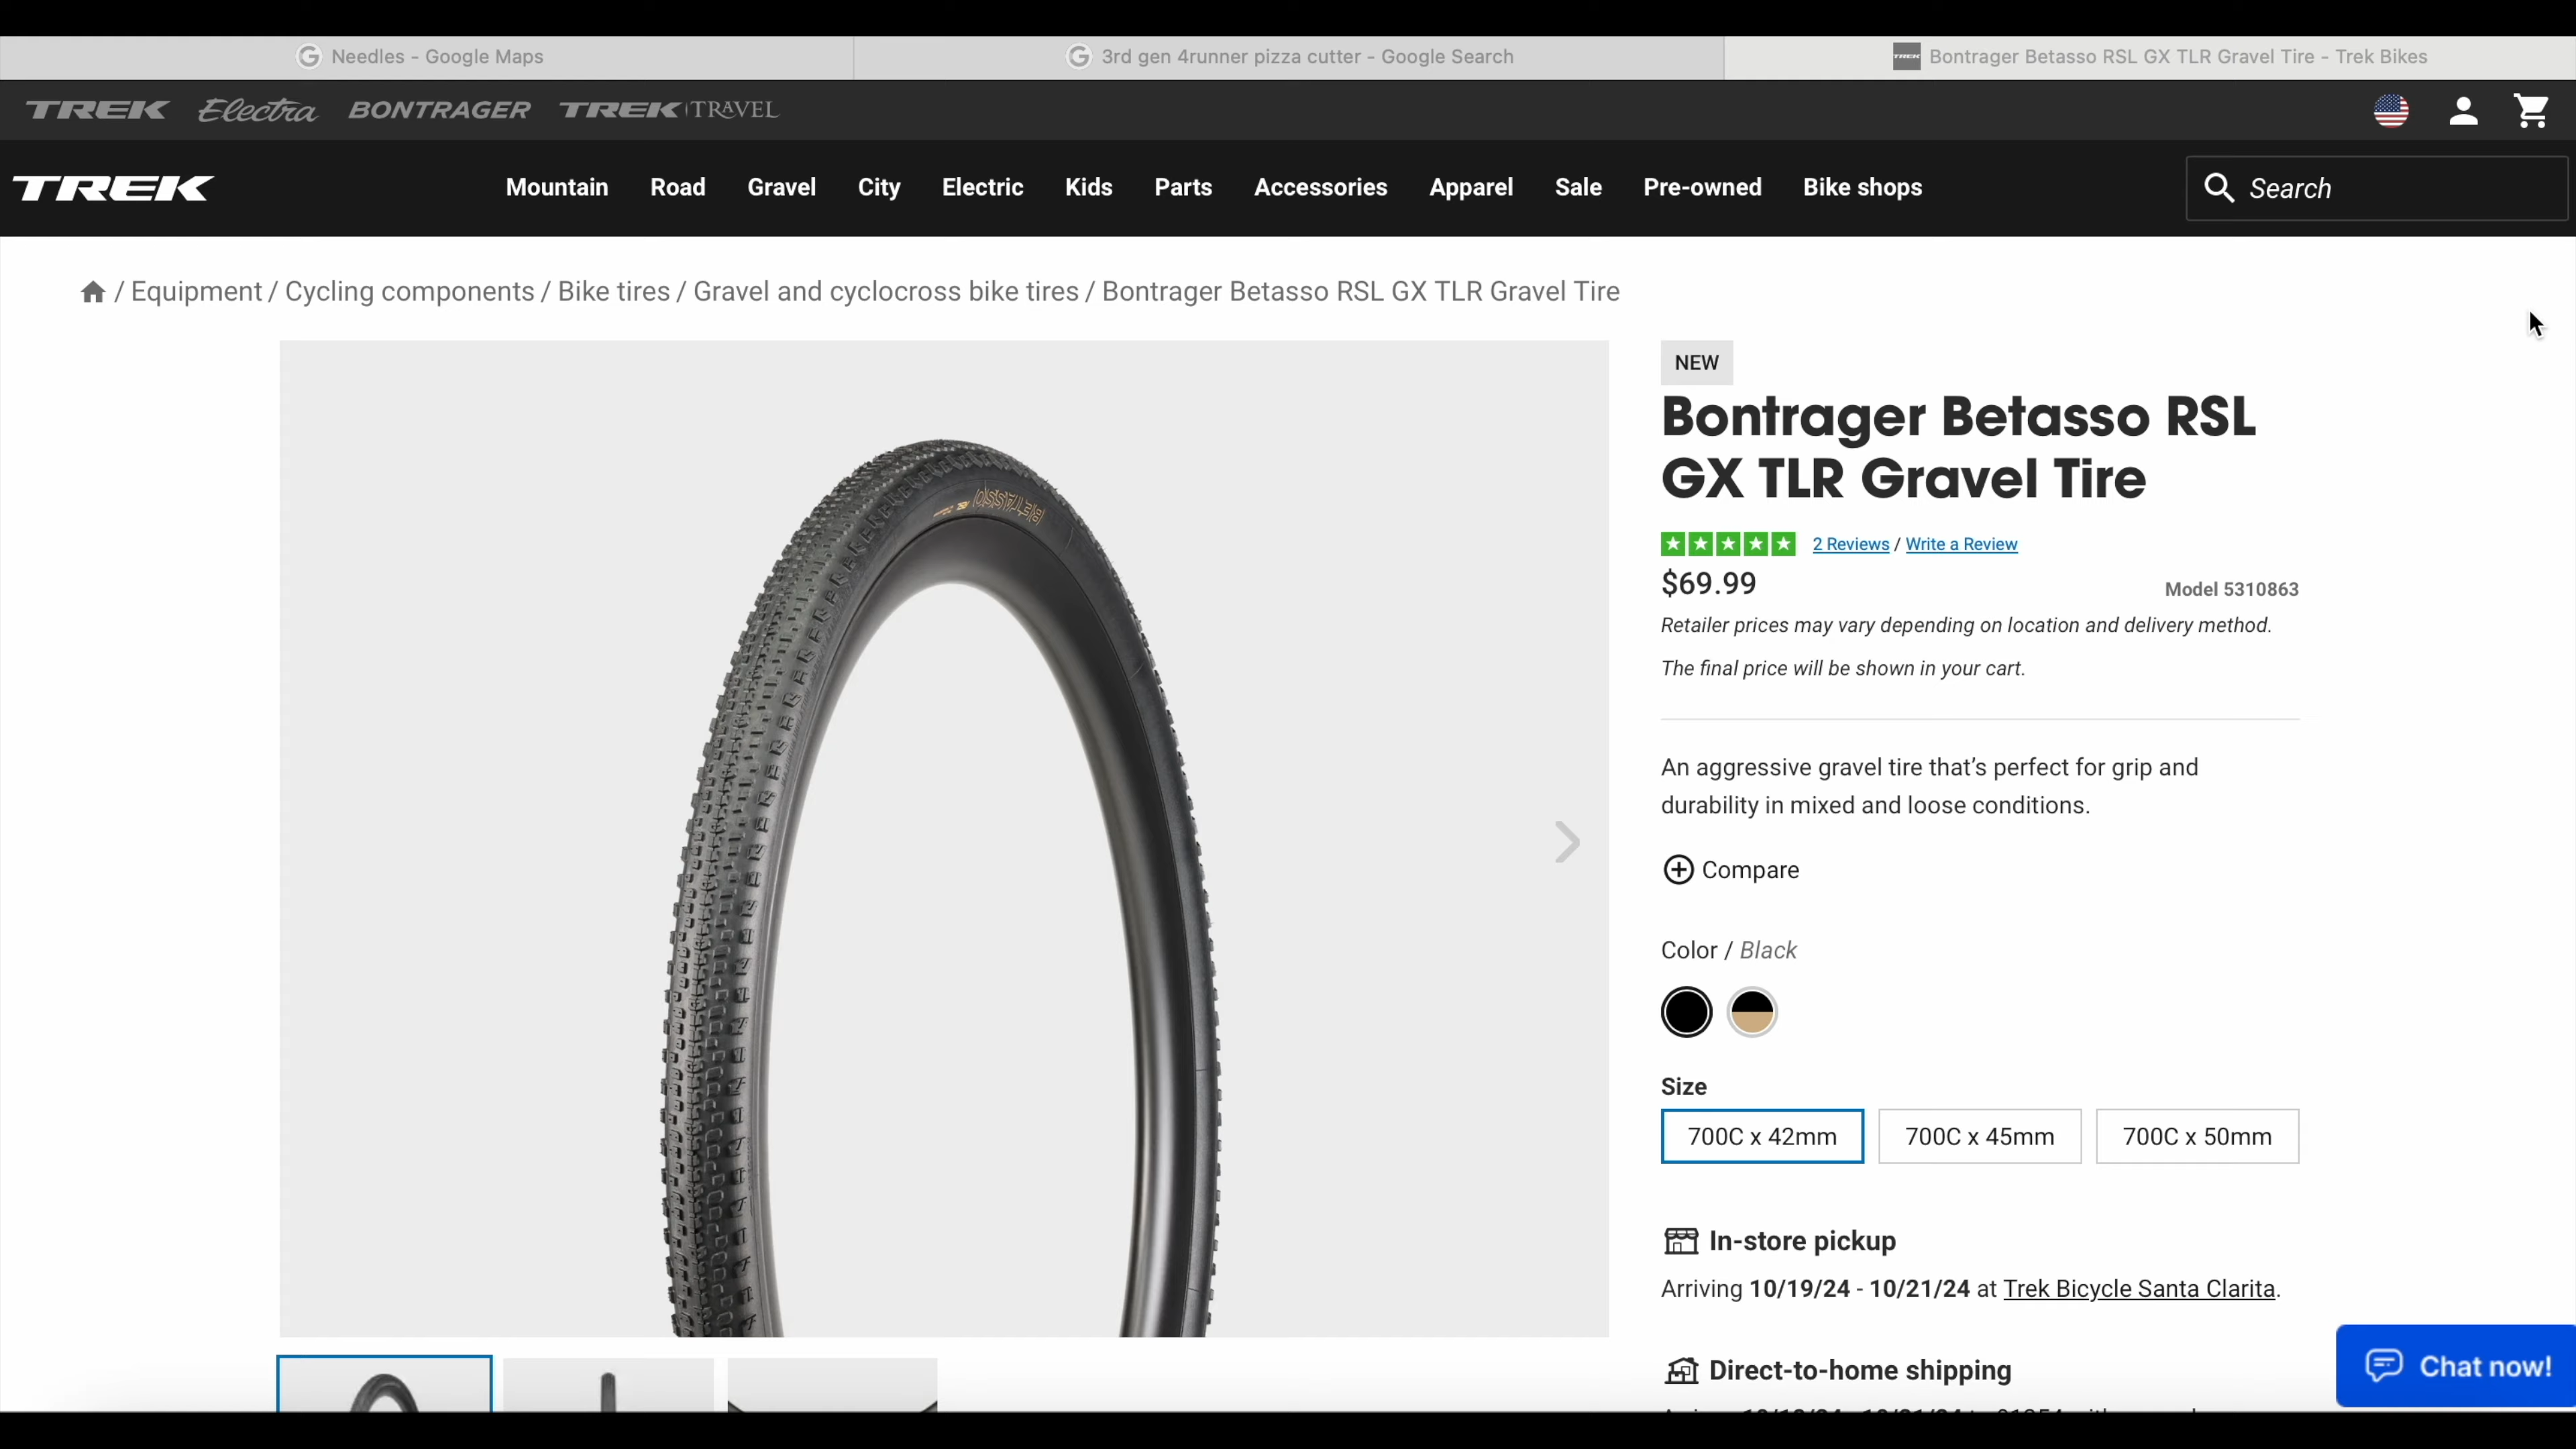 Needles - Google Maps
3rd gen 4runner pizza cutter - Google Search
Bontrager Betasso RSL GX TLR Gravel Tire - Trek Bikes
TREK Electra BONTRAGER TREK TRAVEL
TREK
Mountain Road Gravel City Electric Kids Parts Accessories Apparel Sale Pre-owned Bike shops
Search
/ Equipment / Cycling components / Bike tires / Gravel and cyclocross bike tires / Bontrager Betasso RSL GX TLR Gravel Tire
BETASSO
NEW
Bontrager Betasso RSL
GX TLR Gravel Tire
2 Reviews / Write a Review
$69.99
Model 5310863
Retailer prices may vary depending on location and delivery method.
The final price will be shown in your cart.
An aggressive gravel tire that’s perfect for grip and
durability in mixed and loose conditions.
Compare
Color / Black
Size
700C x 42mm
700C x 45mm
700C x 50mm
In-store pickup
Arriving 10/19/24 - 10/21/24 at Trek Bicycle Santa Clarita.
Direct-to-home shipping
Chat now!